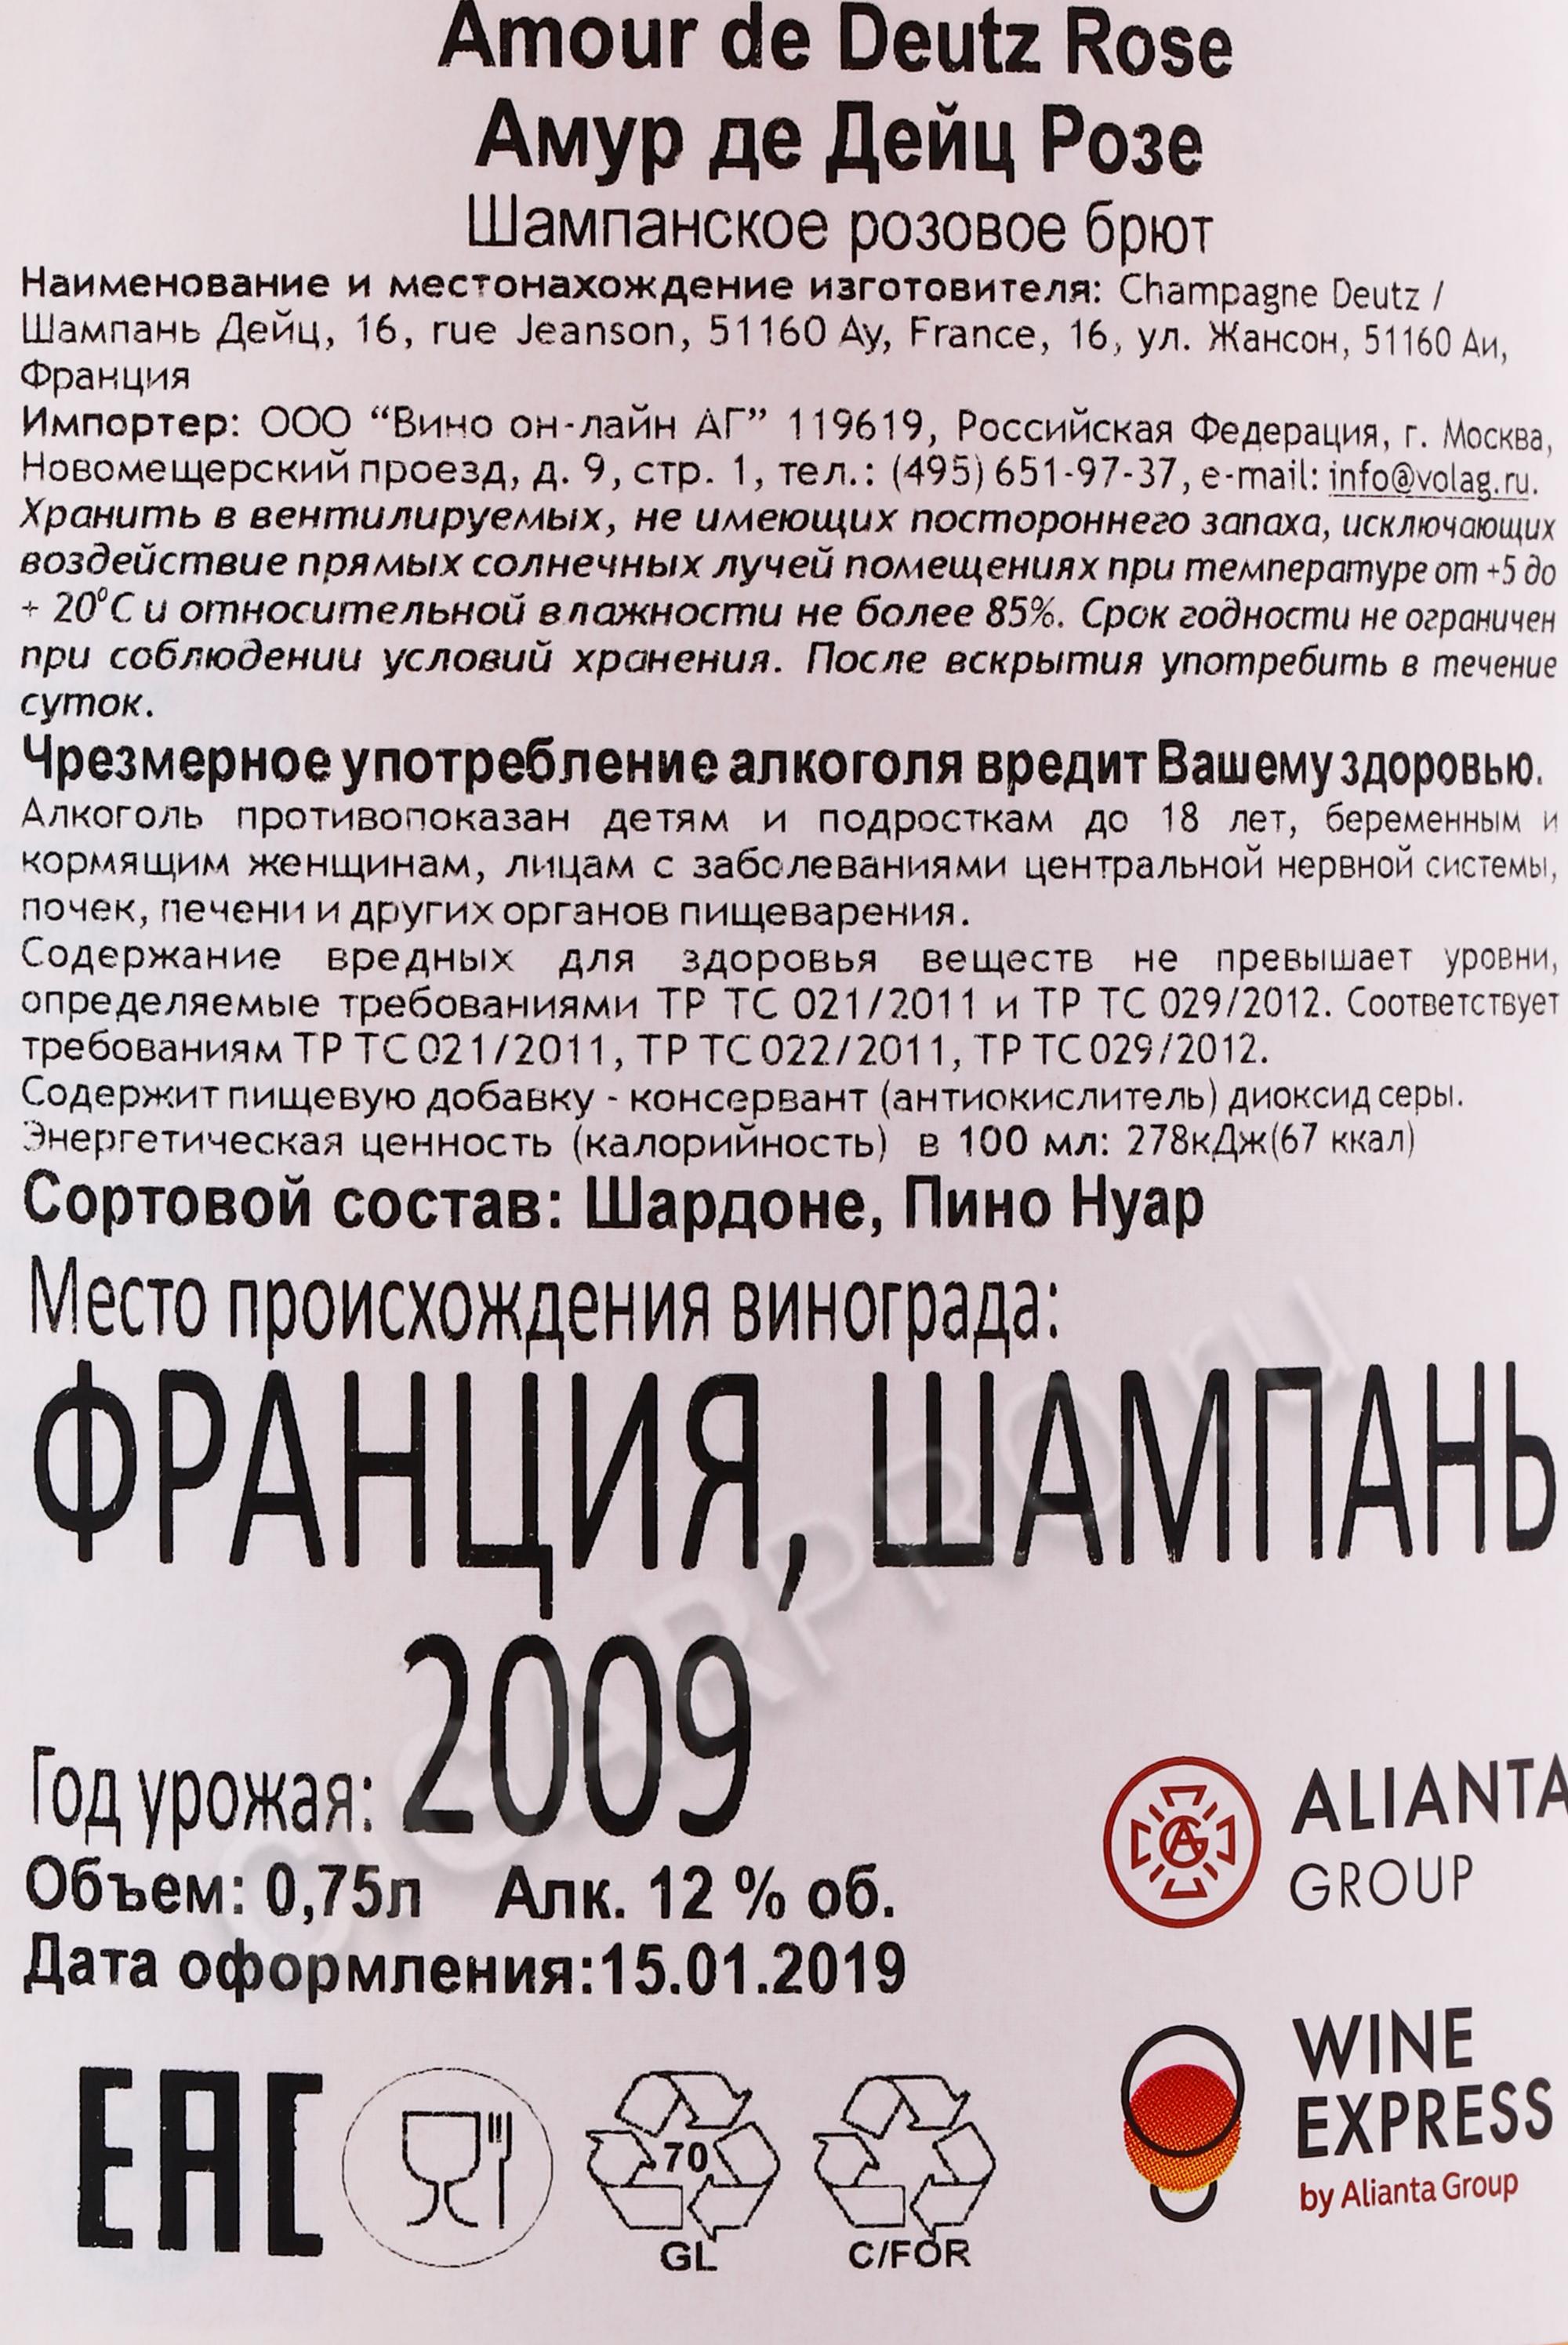 Amour de Deutz Rose
Амур де Дейц Розе
Шампанское розовое брют
Наименование и местонахождение изготовителя: Champagne Deutz /
Шампань Дейц, 16, rue Jeanson, 51160 Ay, France, 16, ул. Жансон, 51160 Аи,
Франция
Импортер: ООО “Вино он-лайн АГ” 119619, Российская Федерация, г. Москва,
Новомещерский проезд, д. 9, стр. 1, тел.: (495) 651-97-37, e-mail: info@volag.ru.
Хранить в вентилируемых, не имеющих постороннего запаха, исключающих
воздействие прямых солнечных лучей помещениях при температуре от +5 до
+ 20°С и относительной влажности не более 85%. Срок годности не ограничен
при соблюдении условий хранения. После вскрытия употребить в течение
суток.
Чрезмерное употребление алкоголя вредит Вашему здоровью.
Алкоголь противопоказан детям и подросткам до 18 лет, беременным и
кормящим женщинам, лицам с заболеваниями центральной нервной системы,
почек, печени и других органов пищеварения.
Содержание вредных для здоровья веществ не превышает уровни,
определяемые требованиями ТР ТС 021/2011 и ТР ТС 029/2012. Соответствует
требованиям ТР ТС 021/2011, ТР ТС 022/2011, ТР ТС 029/2012.
Содержит пищевую добавку - консервант (антиокислитель) диоксид серы.
Энергетическая ценность (калорийность) в 100 мл: 278кДж(67 ккал)
Сортовой состав: Шардоне, Пино Нуар
Место происхождения винограда:
ФРАНЦИЯ, ШАМПАНЬ
Год урожая: 2009
Объем: 0,75л Алк. 12 % об.
Дата оформления:15.01.2019
ALIANTA
GROUP
WINE
EXPRESS
by Alianta Group
EAC
70
GL
C/FOR
CIGARPRO.ru